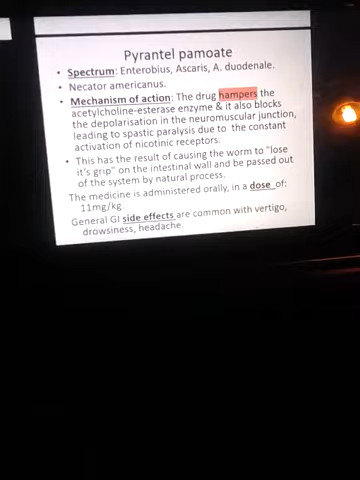 Pyrantel pamoate
• Spectrum: Enterobius, Ascaris, A. duodenale.
• Necator americanus.
• Mechanism of action: The drug hampers the
acetylcholine-esterase enzyme & it also blocks
the depolarisation in the neuromuscular junction,
leading to spastic paralysis due to the constant
activation of nicotinic receptors.
• This has the result of causing the worm to "lose
it's grip" on the intestinal wall and be passed out
of the system by natural process.
The medicine is administered orally, in a dose of:
11mg/kg
General GI side effects are common with vertigo,
drowsiness, headache.